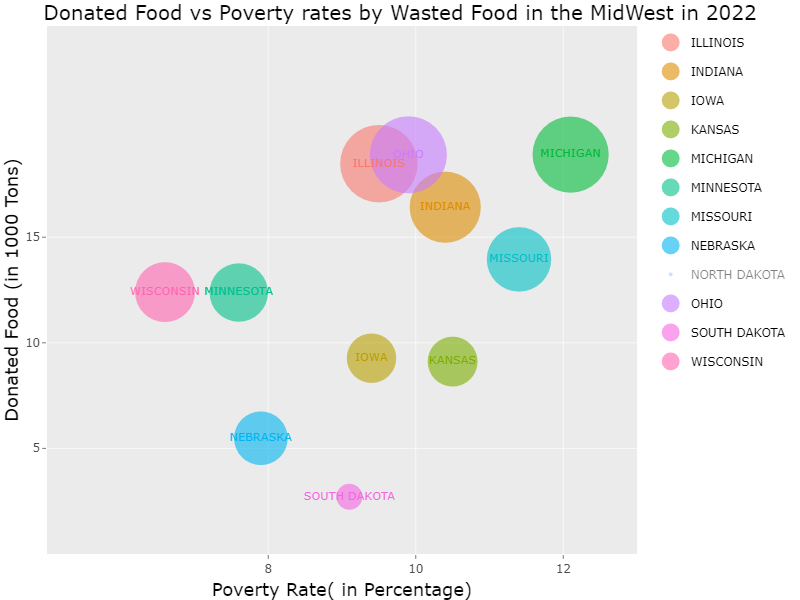 Donated Food vs Poverty rates by Wasted Food in the MidWest in 2022
Donated Food (in 1000 Tons)
15
10
5
ILLINOIS
OHIO
MICHIGAN
INDIANA
MISSOURI
WISCONSIN
MINNESOTA
IOWA
KANSAS
NEBRASKA
SOUTH DAKOTA
8
10
12
Poverty Rate( in Percentage)
ILLINOIS
INDIANA
IOWA
KANSAS
MICHIGAN
MINNESOTA
MISSOURI
NEBRASKA
NORTH DAKOTA
OHIO
SOUTH DAKOTA
WISCONSIN